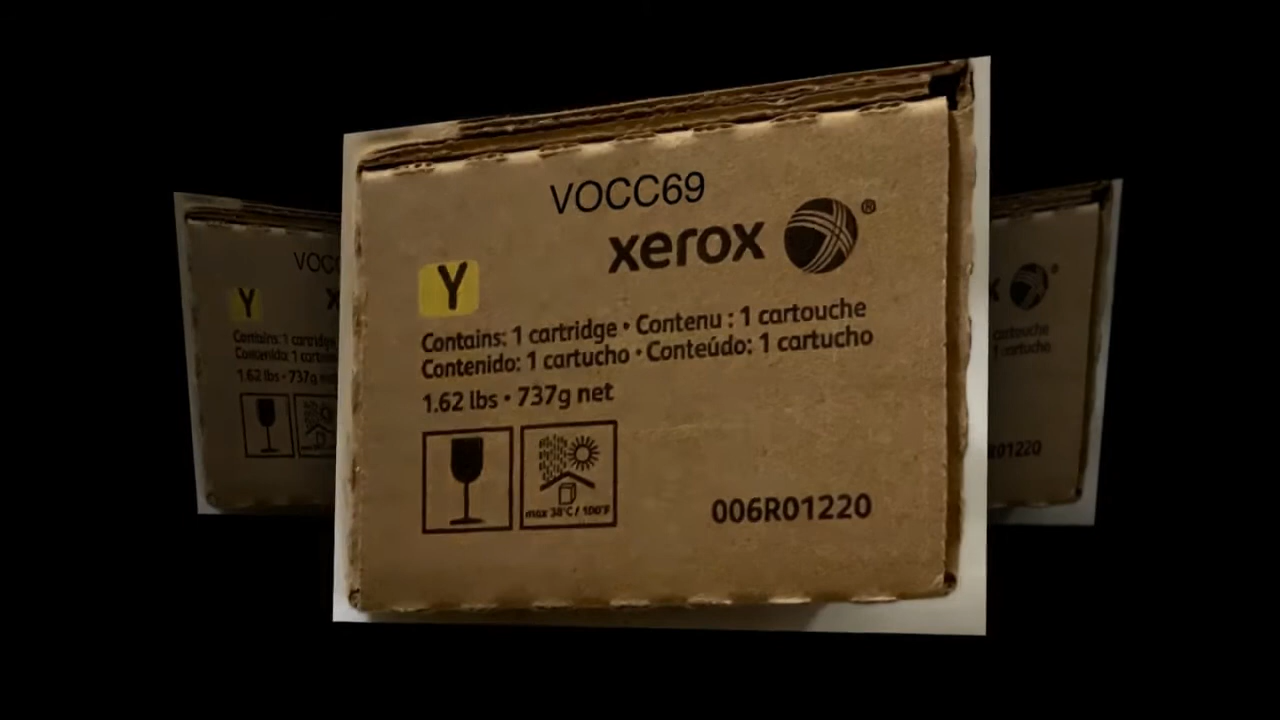 VOCC69
xerox ®
Y
Contains: 1 cartridge • Contenu : 1 cartouche
Contenido: 1 cartucho • Conteúdo: 1 cartucho
1.62 lbs • 737g net
max 38°C / 100°F
006R01220